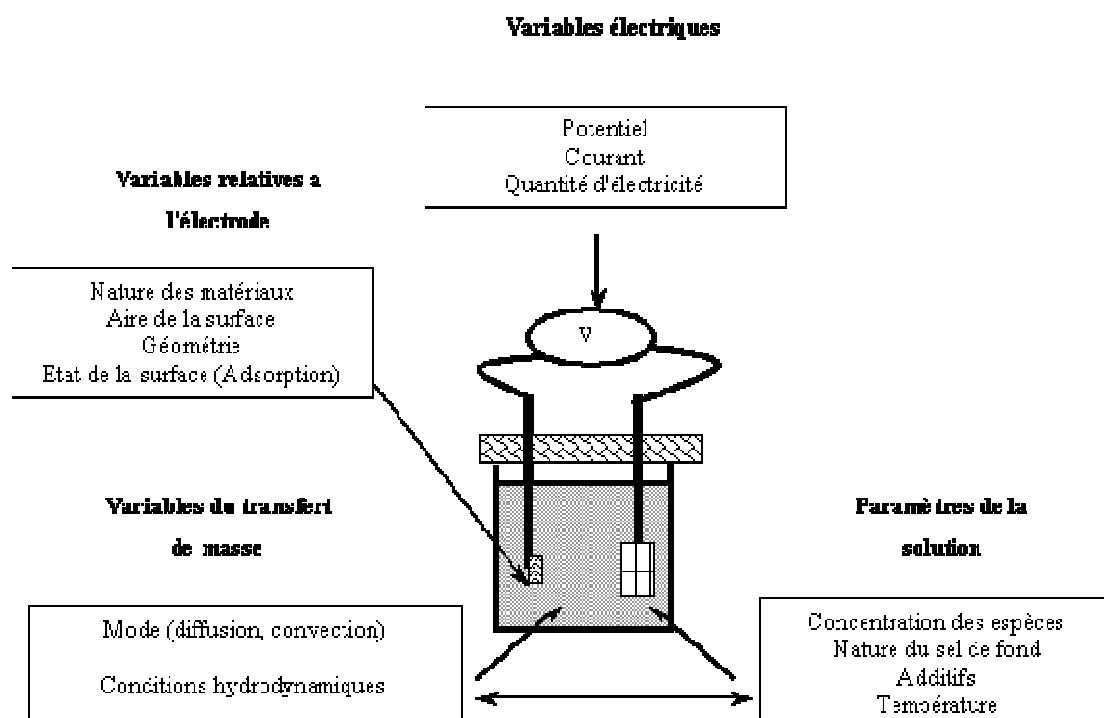 Variables électriques
Potentiel
Courant
Quantité d'électricité
Variables relatives a
l'électrode
Nature des matériaux
Aire de la surface
Géométrie
Etat de la surface (Adsorption)
V
Variables du transfert
de masse
Mode (diffusion, convection)
Conditions hydrodynamiques
Paramètres de la
solution
Concentration des espèces
Nature du sel de fond
Additifs
Température